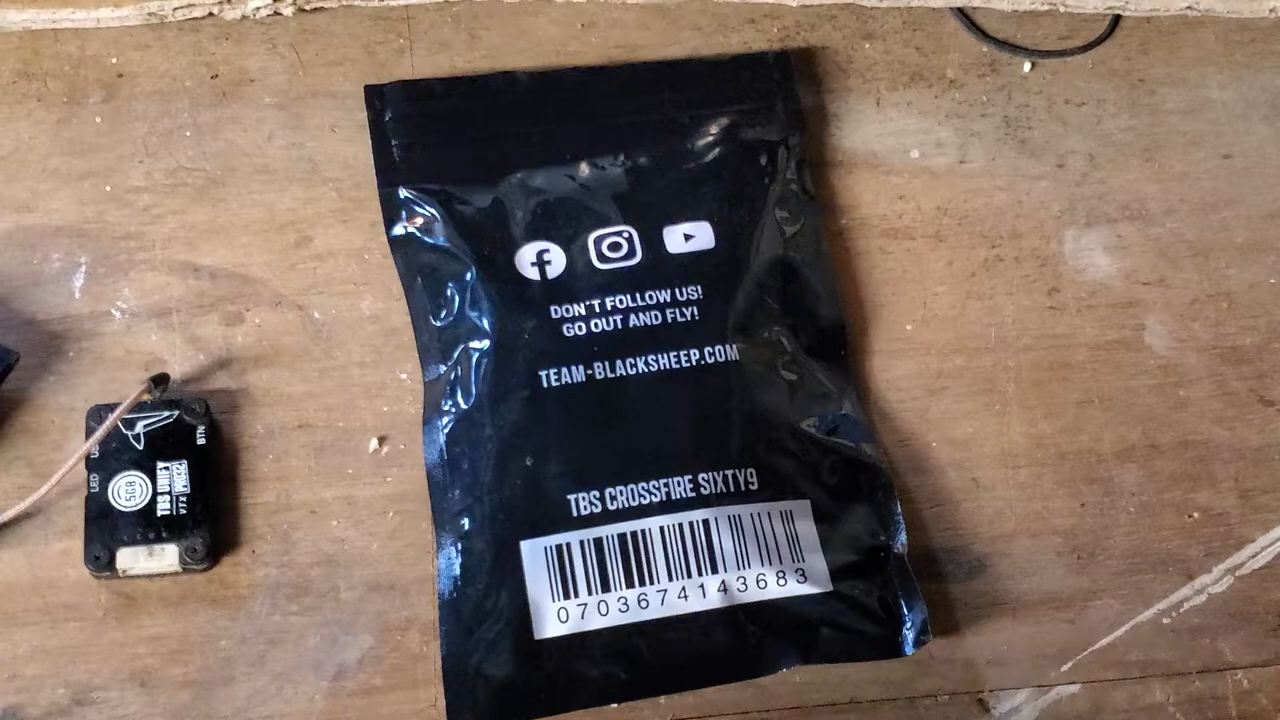 DON'T FOLLOW US!
GO OUT AND FLY!
TEAM-BLACKSHEEP.COM
TBS CROSSFIRE SIXTY9
0703674143683
BTN
LED
5G8
TBS UNIFY
VTX PRO32